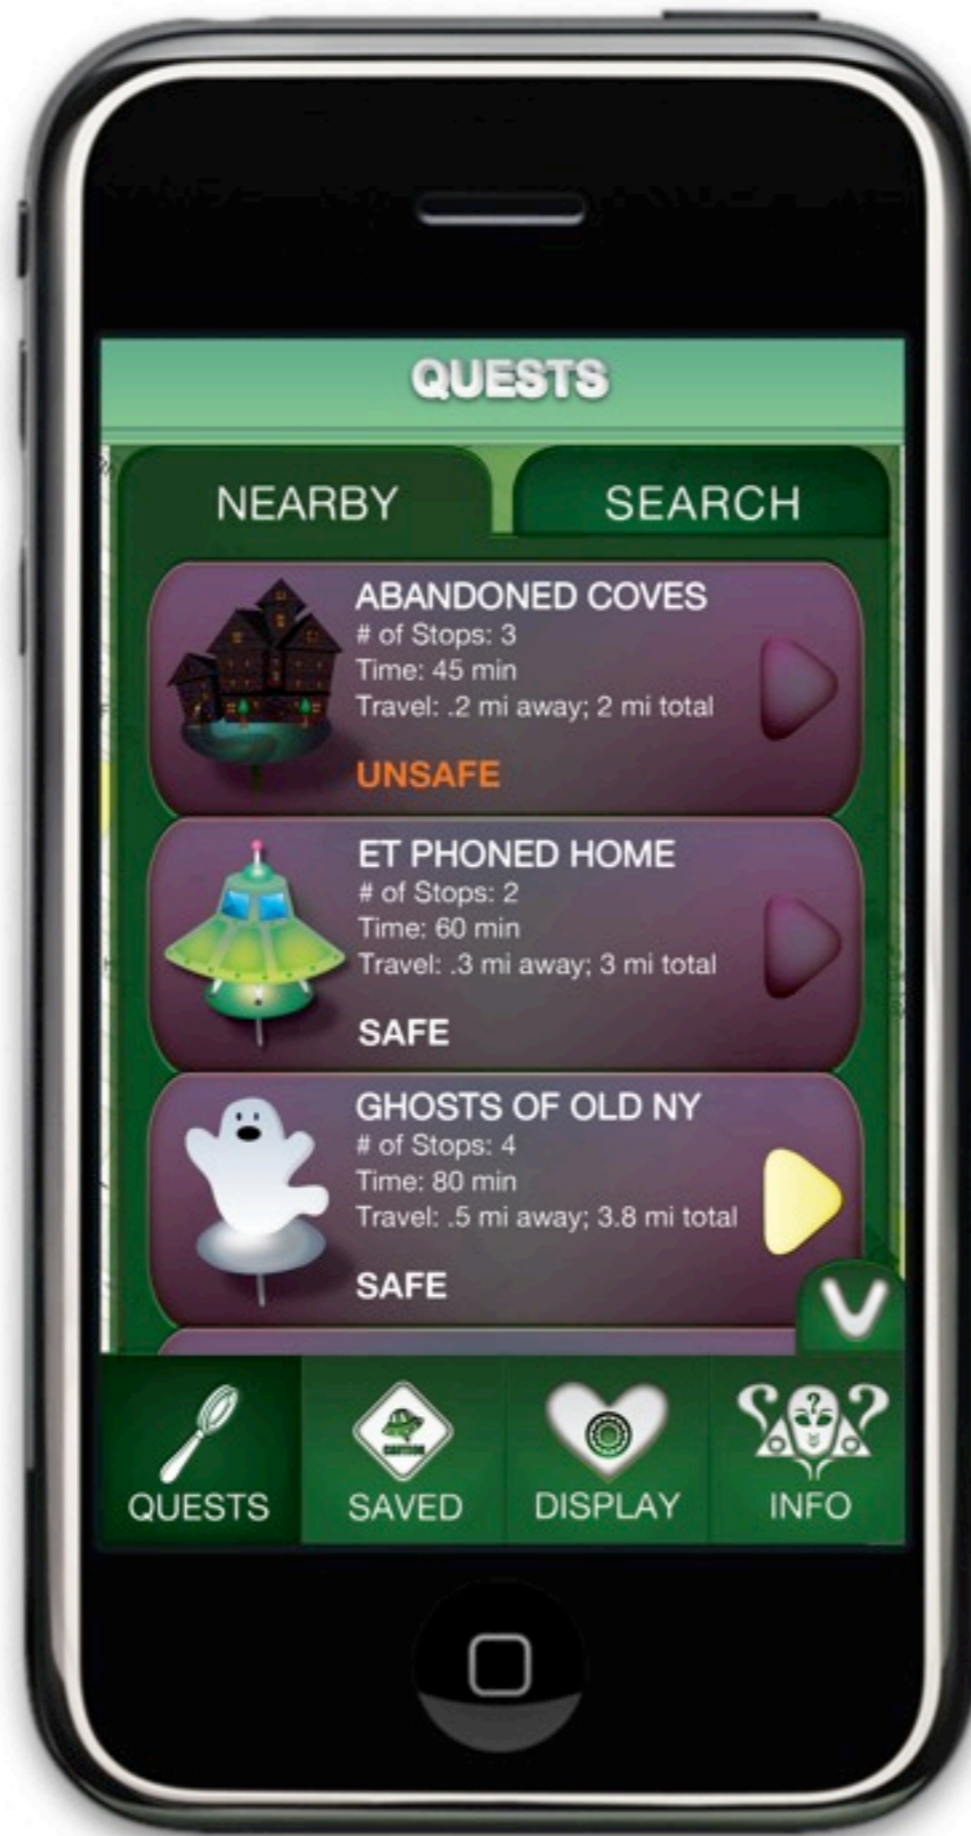 QUESTS
NEARBY
SEARCH
ABANDONED COVES
# of Stops: 3
Time: 45 min
Travel: .2 mi away; 2 mi total
UNSAFE
ET PHONED HOME
# of Stops: 2
Time: 60 min
Travel: .3 mi away; 3 mi total
SAFE
GHOSTS OF OLD NY
# of Stops: 4
Time: 80 min
Travel: .5 mi away; 3.8 mi total
SAFE
V
CAUTION
?
QUESTS
SAVED
DISPLAY
INFO